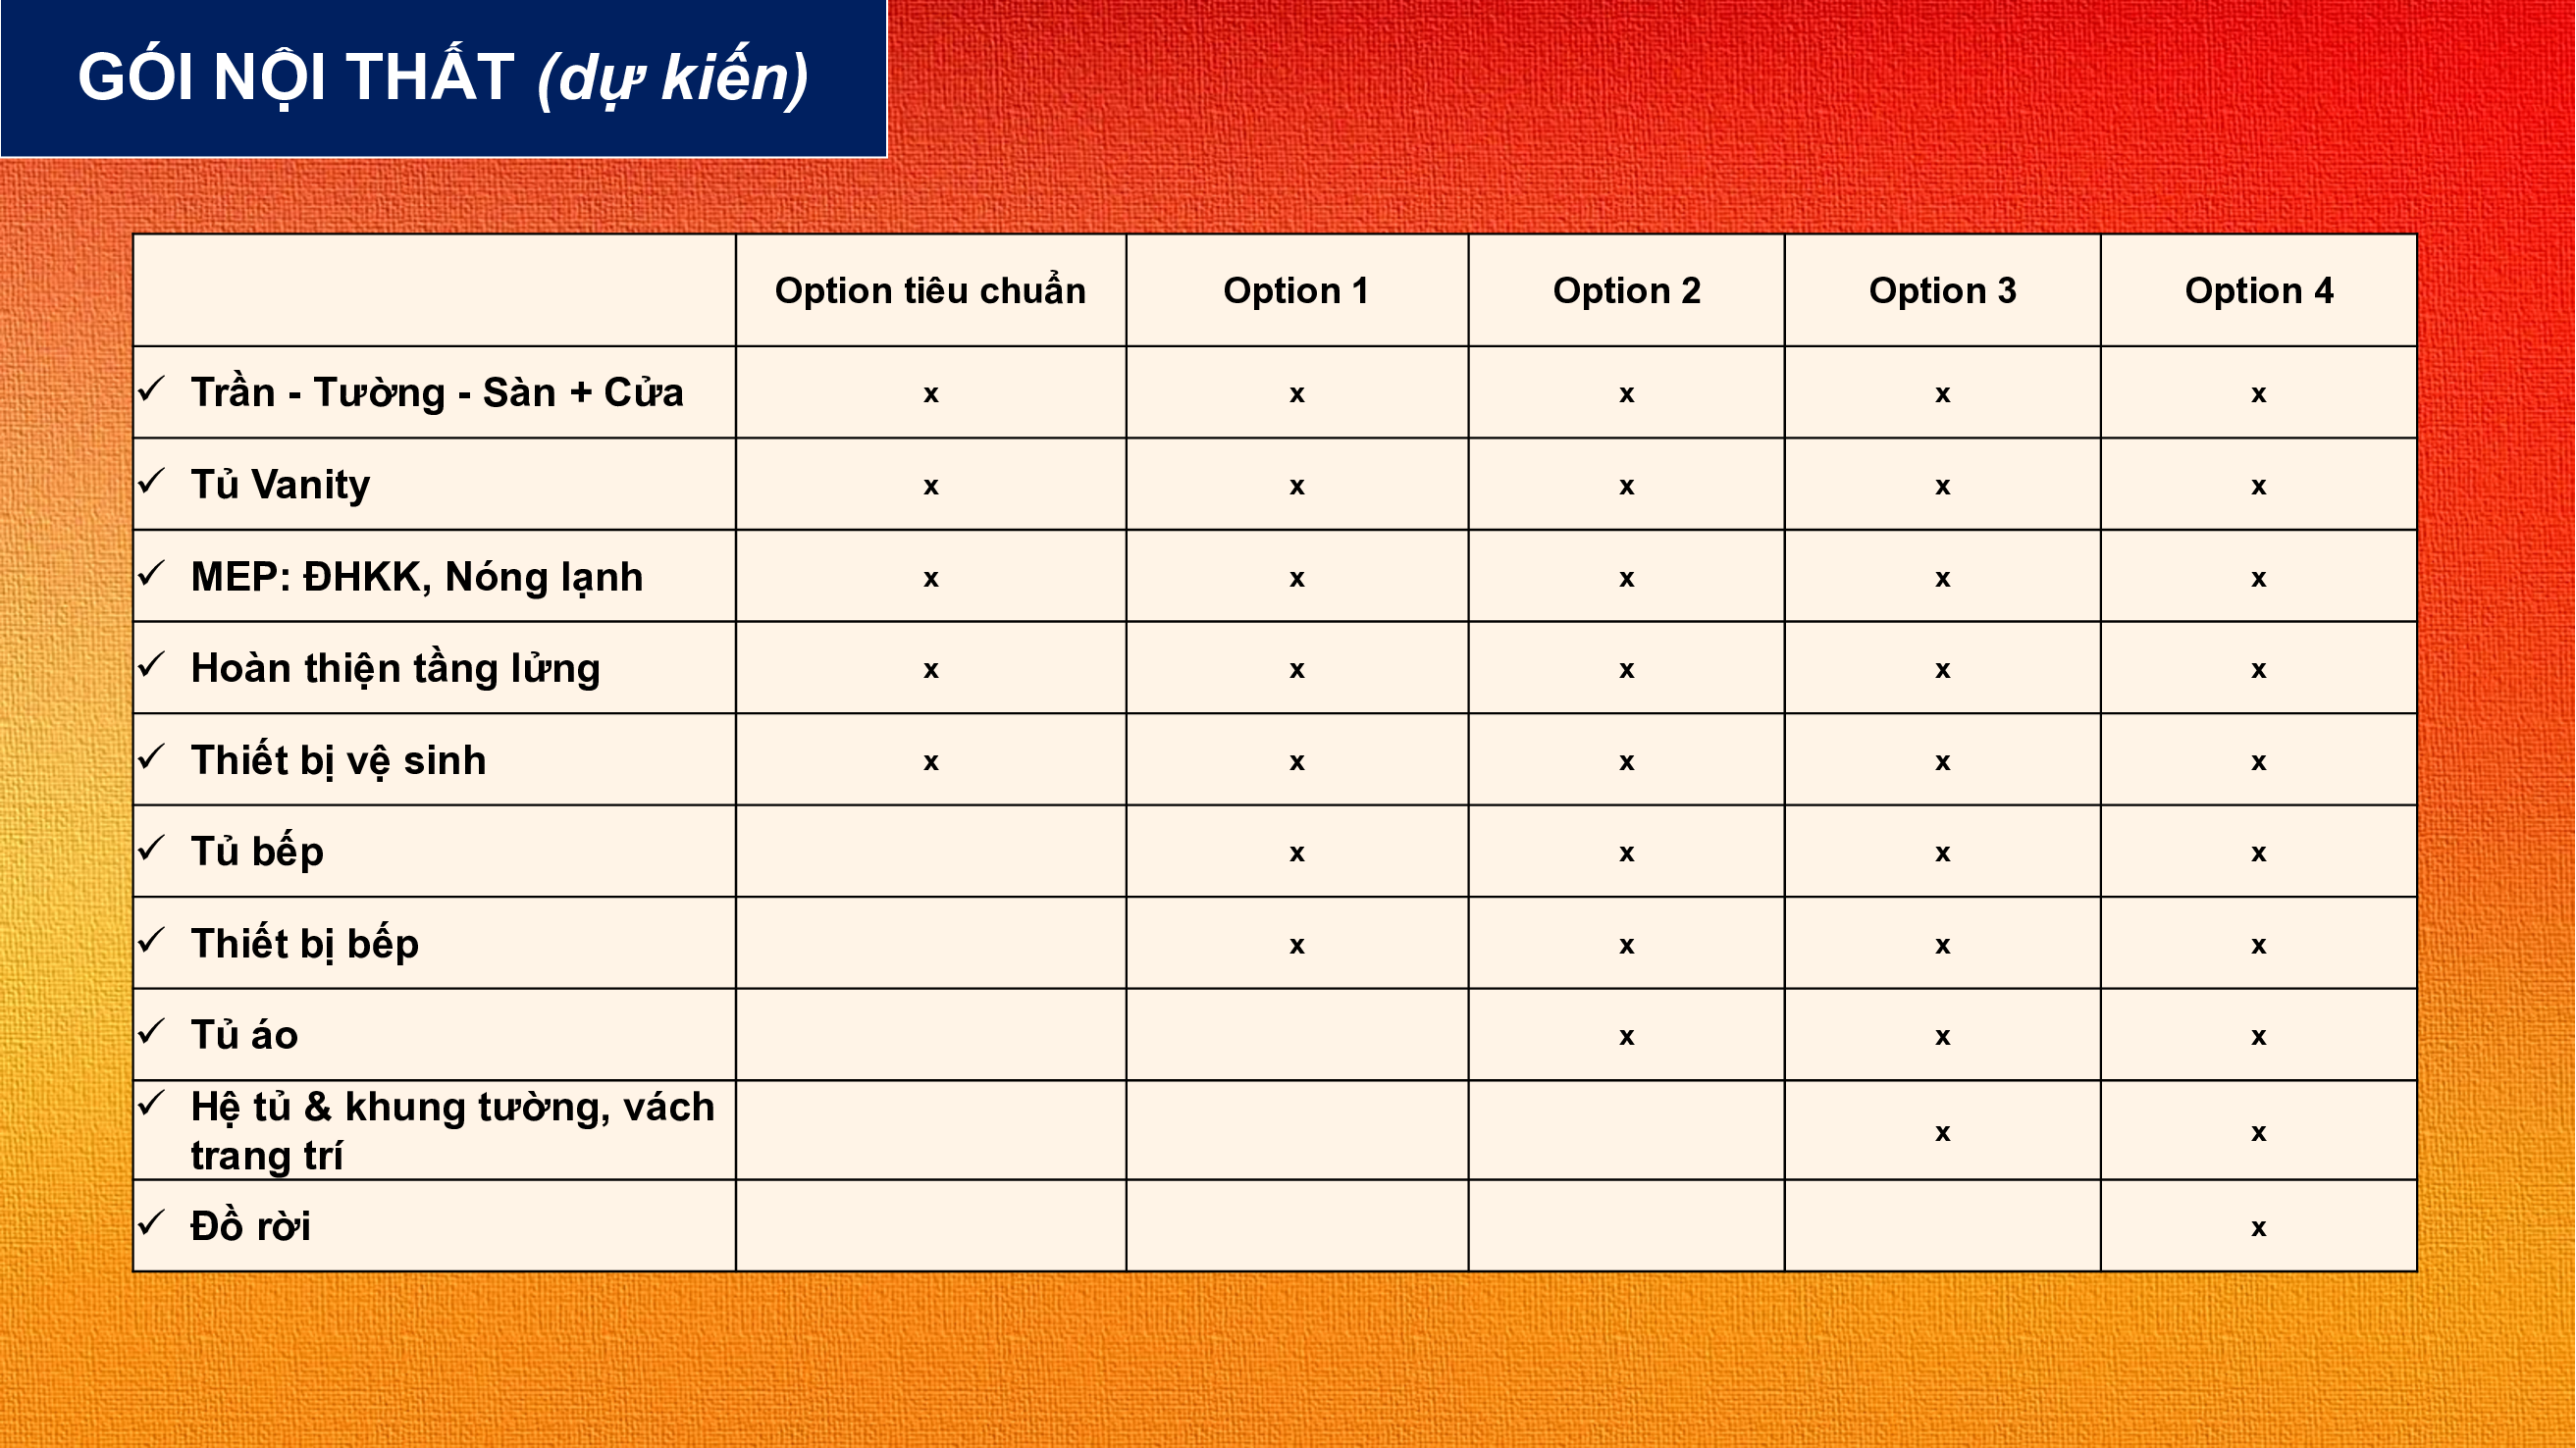 GÓI NỘI THẤT (dự kiến)
Option tiêu chuẩn Option 1 Option 2 Option 3 Option 4
✓ Trần - Tường - Sàn + Cửa x x x x x
✓ Tủ Vanity x x x x x
✓ MEP: ĐHKK, Nóng lạnh x x x x x
✓ Hoàn thiện tầng lửng x x x x x
✓ Thiết bị vệ sinh x x x x x
✓ Tủ bếp x x x x
✓ Thiết bị bếp x x x x
✓ Tủ áo x x x
✓ Hệ tủ & khung tường, vách
trang trí x x
✓ Đồ rời x